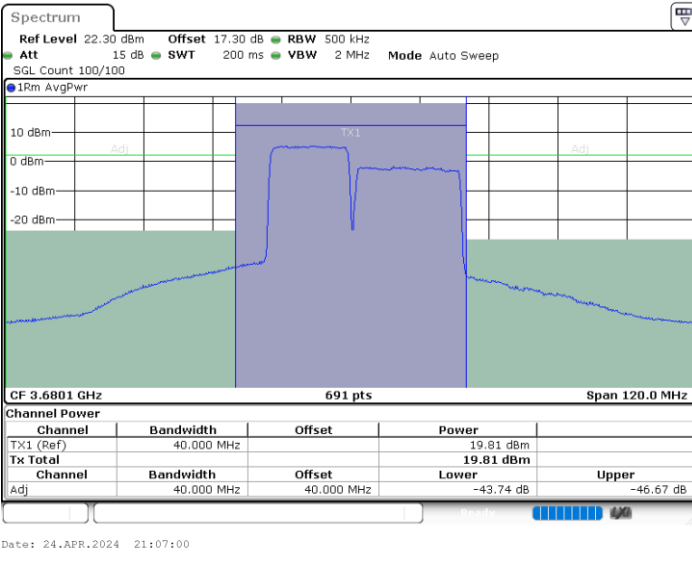 Spectrum
Ref Level 22.30 dBm Offset 17.30 dB RBW 500 kHz
Att 15 dB SWT 200 ms VBW 2 MHz Mode Auto Sweep
SGL Count 100/100
1Rm AvgPwr
10 dBm
TX1
Adj Adj
0 dBm
-10 dBm
-20 dBm
CF 3.6801 GHz 691 pts Span 120.0 MHz
Channel Power
Channel Bandwidth Offset Power
TX1 (Ref) 40.000 MHz 19.81 dBm
Tx Total 19.81 dBm
Channel Bandwidth Offset Lower Upper
Adj 40.000 MHz 40.000 MHz -43.74 dB -46.67 dB
Ready
Date: 24.APR.2024 21:07:00